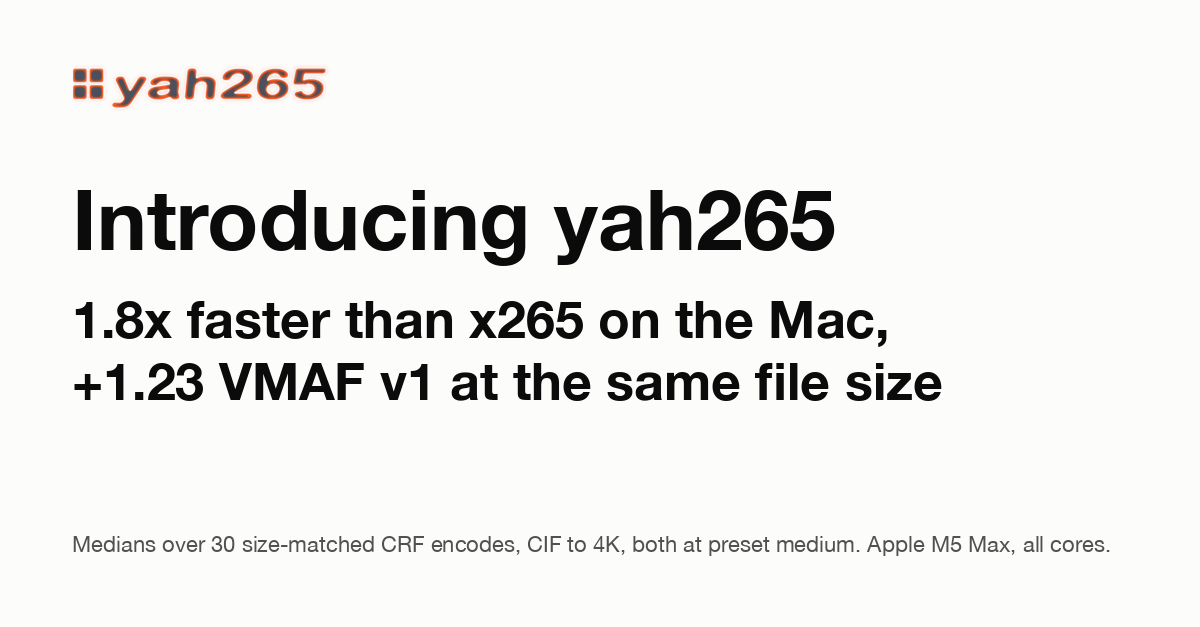 yah265
Introducing yah265
1.8x faster than x265 on the Mac,
+1.23 VMAF v1 at the same file size
Medians over 30 size-matched CRF encodes, CIF to 4K, both at preset medium. Apple M5 Max, all cores.